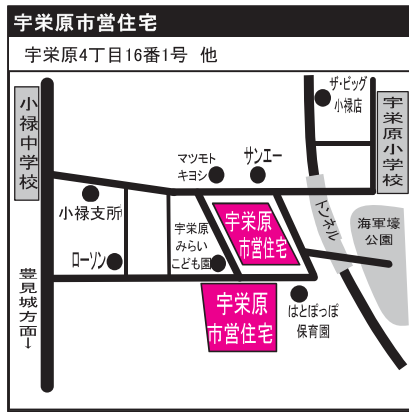 宇栄原市営住宅
宇栄原4丁目16番1号 他
小禄中学校
ザ・ビッグ
小禄店
宇栄原小学校
マツモト
キヨシ
サンエー
小禄支所
宇栄原
みらい
こども園
宇栄原
市営住宅
トンネル
海軍壕
公園
ローソン
豊見城方面→
宇栄原
市営住宅
はとぽっぽ
保育園